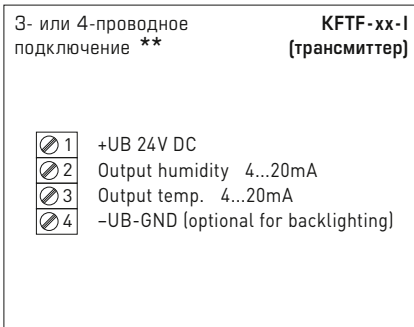 3- или 4-проводное KFTF-xx-I
подключение ** (трансмиттер)
1 +UB 24V DC
2 Output humidity 4...20mA
3 Output temp. 4...20mA
4 –UB-GND (optional for backlighting)